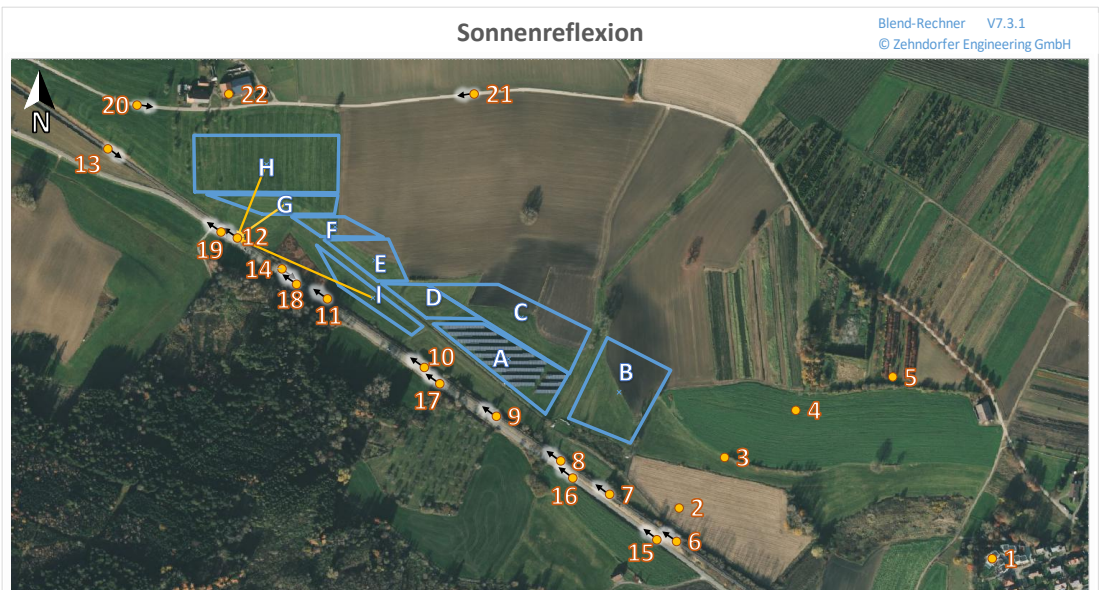 Sonnenreflexion
Blend-Rechner V7.3.1
© Zehndorfer Engineering GmbH
N
20
22
21
13
H
G
19
12
F
14
E
18
11
I
D
C
10
A
B
17
5
9
4
8
3
16
7
2
15
6
1